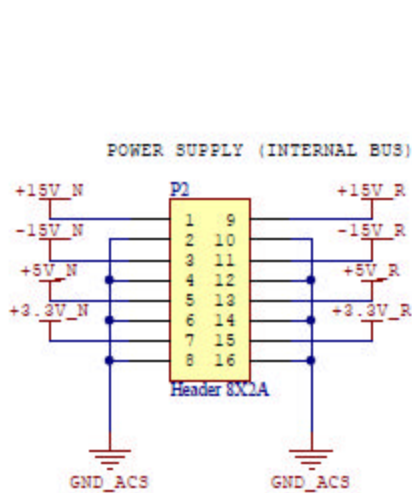 POWER SUPPLY (INTERNAL BUS)
+15V_N P2 +15V_R
1 9
-15V_N 2 10 -15V_R
3 11
+5V_N 4 12 +5V_R
5 13
+3.3V_N 6 14 +3.3V_R
7 15
8 16
Header 8X2A
GND_ACS GND_ACS